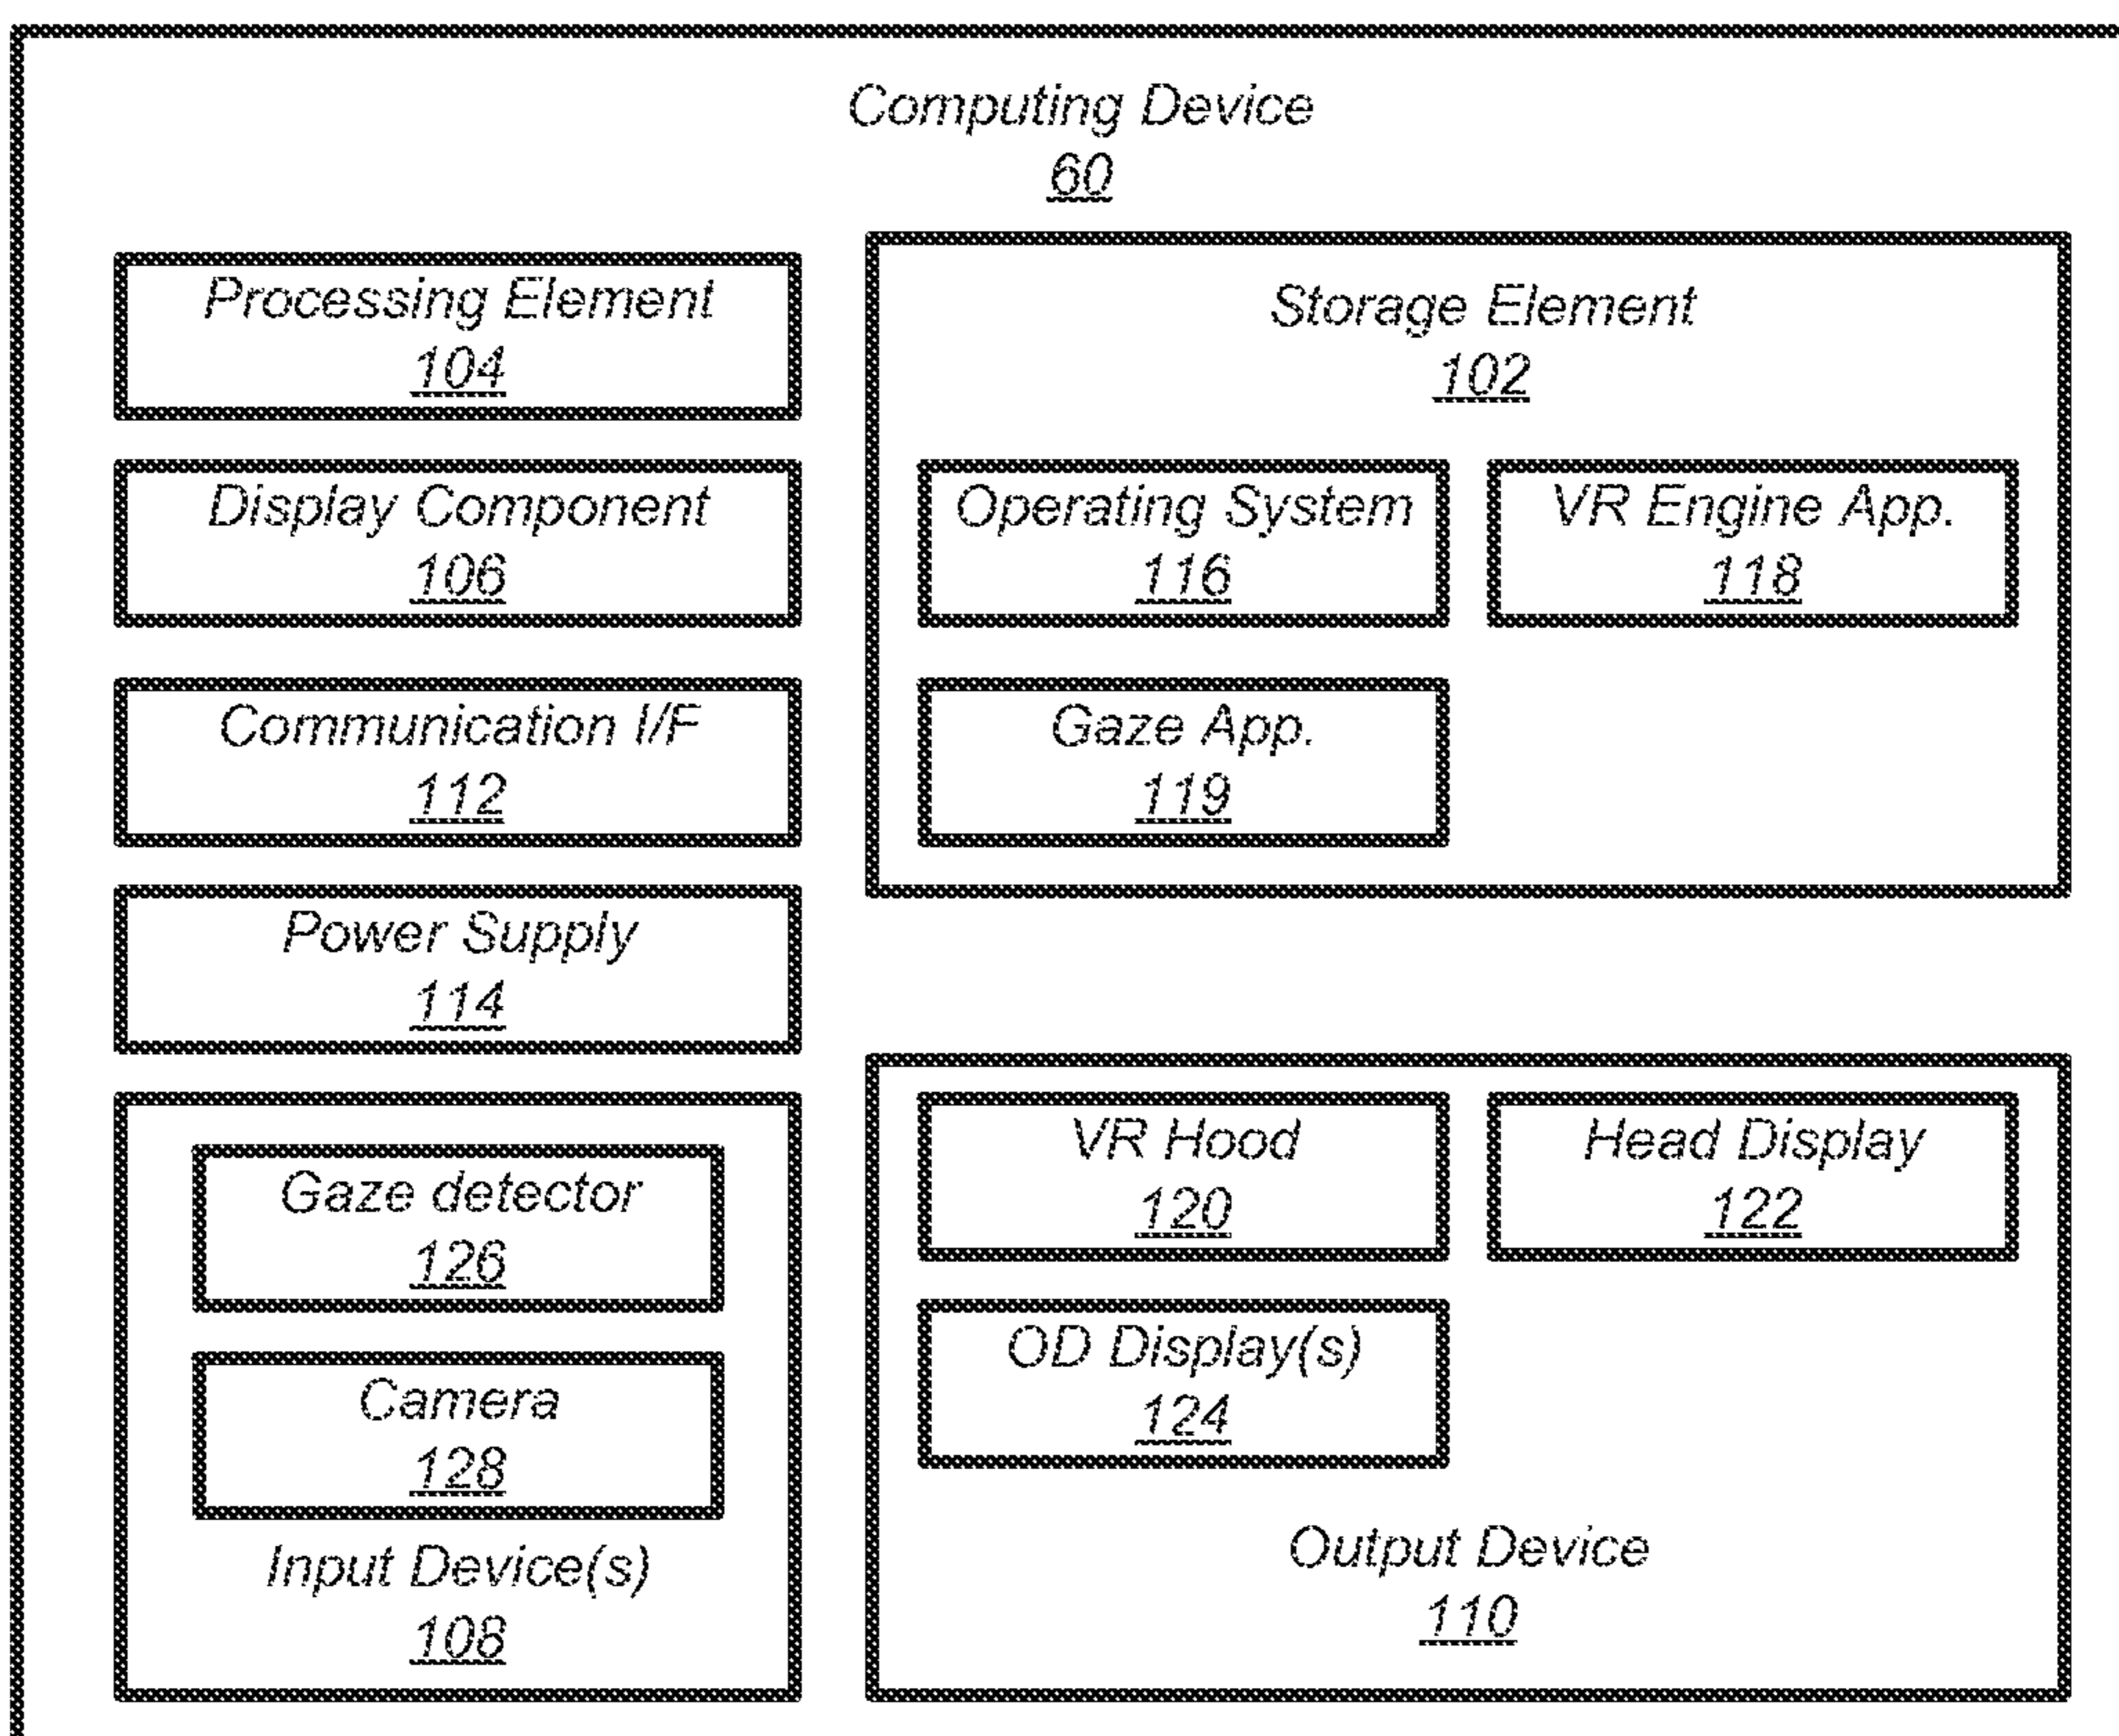 Computing Device
60
Processing Element
104
Display Component
106
Communication I/F
112
Power Supply
114
Gaze detector
126
Camera
128
Input Device(s)
108
Storage Element
102
Operating System
116
VR Engine App.
118
Gaze App.
119
VR Hood
120
Head Display
122
OD Display(s)
124
Output Device
110